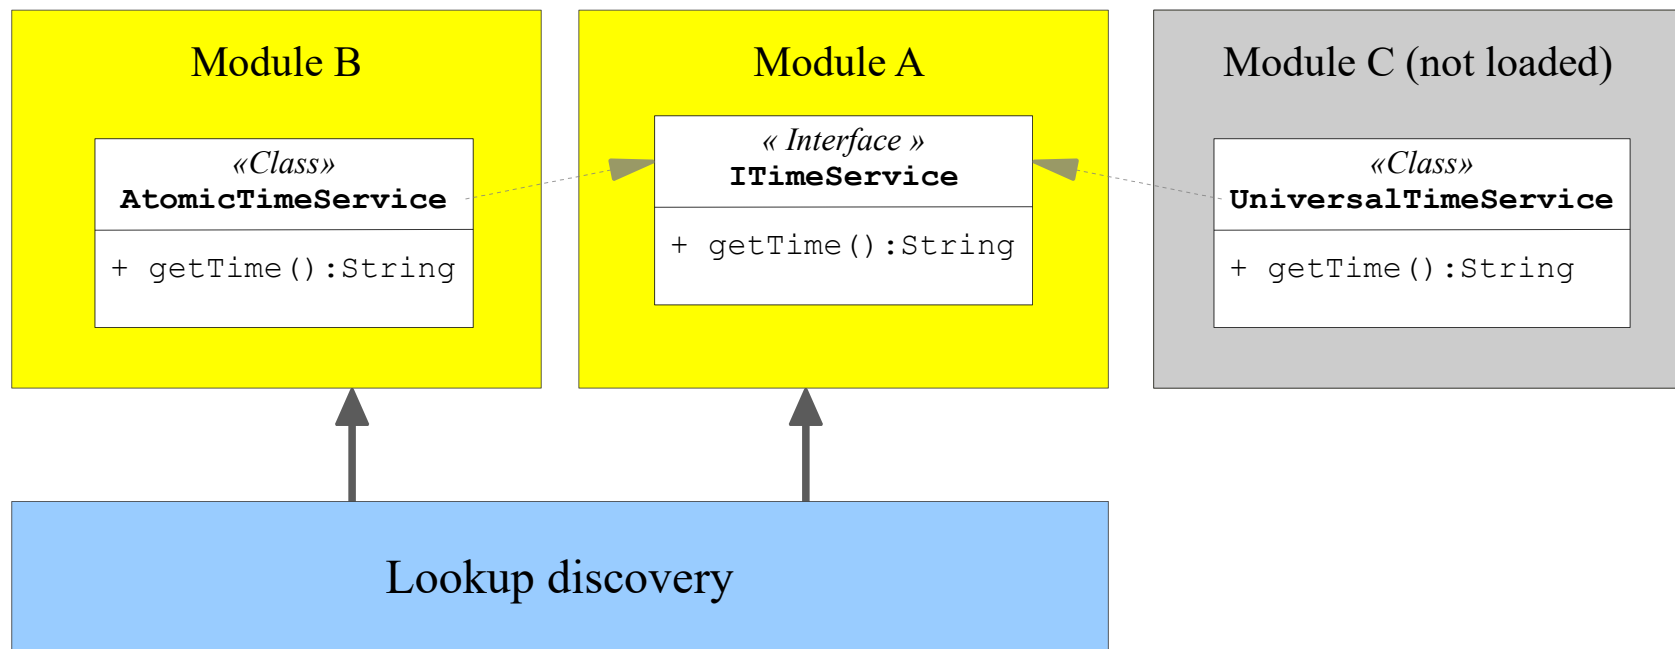 Module B
«Class»
AtomicTimeService
+ getTime():String
Module A
« Interface »
ITimeService
+ getTime():String
Module C (not loaded)
«Class»
UniversalTimeService
+ getTime():String
Lookup discovery